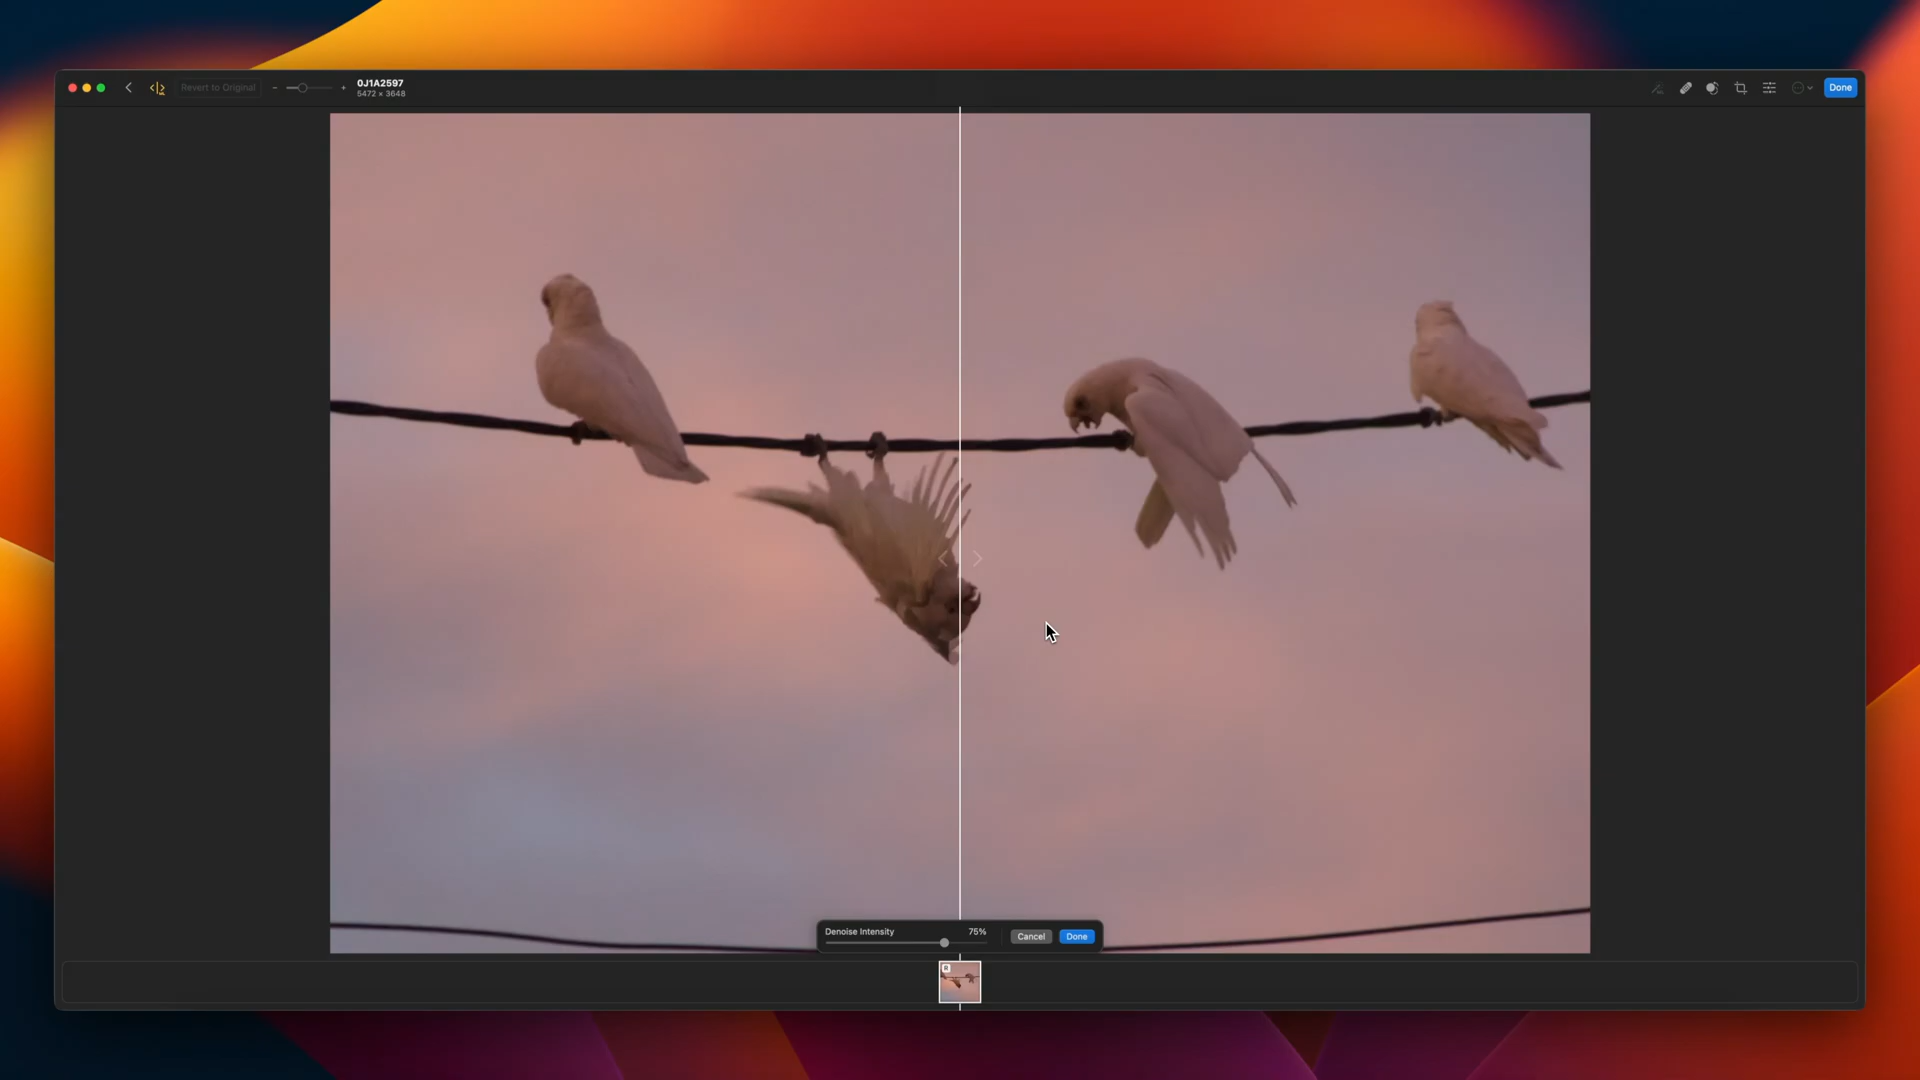 Revert to Original
0J1A2597
5472 × 3648
Done
Denoise Intensity
75%
Cancel
Done
R